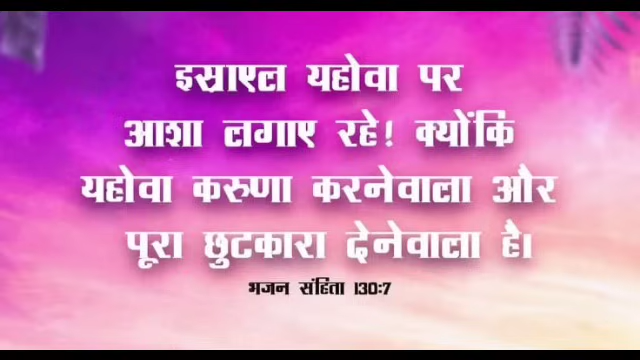 इस्राएल यहोवा पर
आशा लगाए रहे! क्योंकि
यहोवा करुणा करनेवाला और
पूरा छुटकारा देनेवाला है।
भजन संहिता 130:7